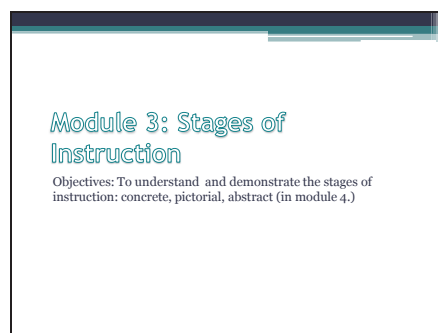 Module 3: Stages of
Instruction
Objectives: To understand and demonstrate the stages of
instruction: concrete, pictorial, abstract (in module 4.)